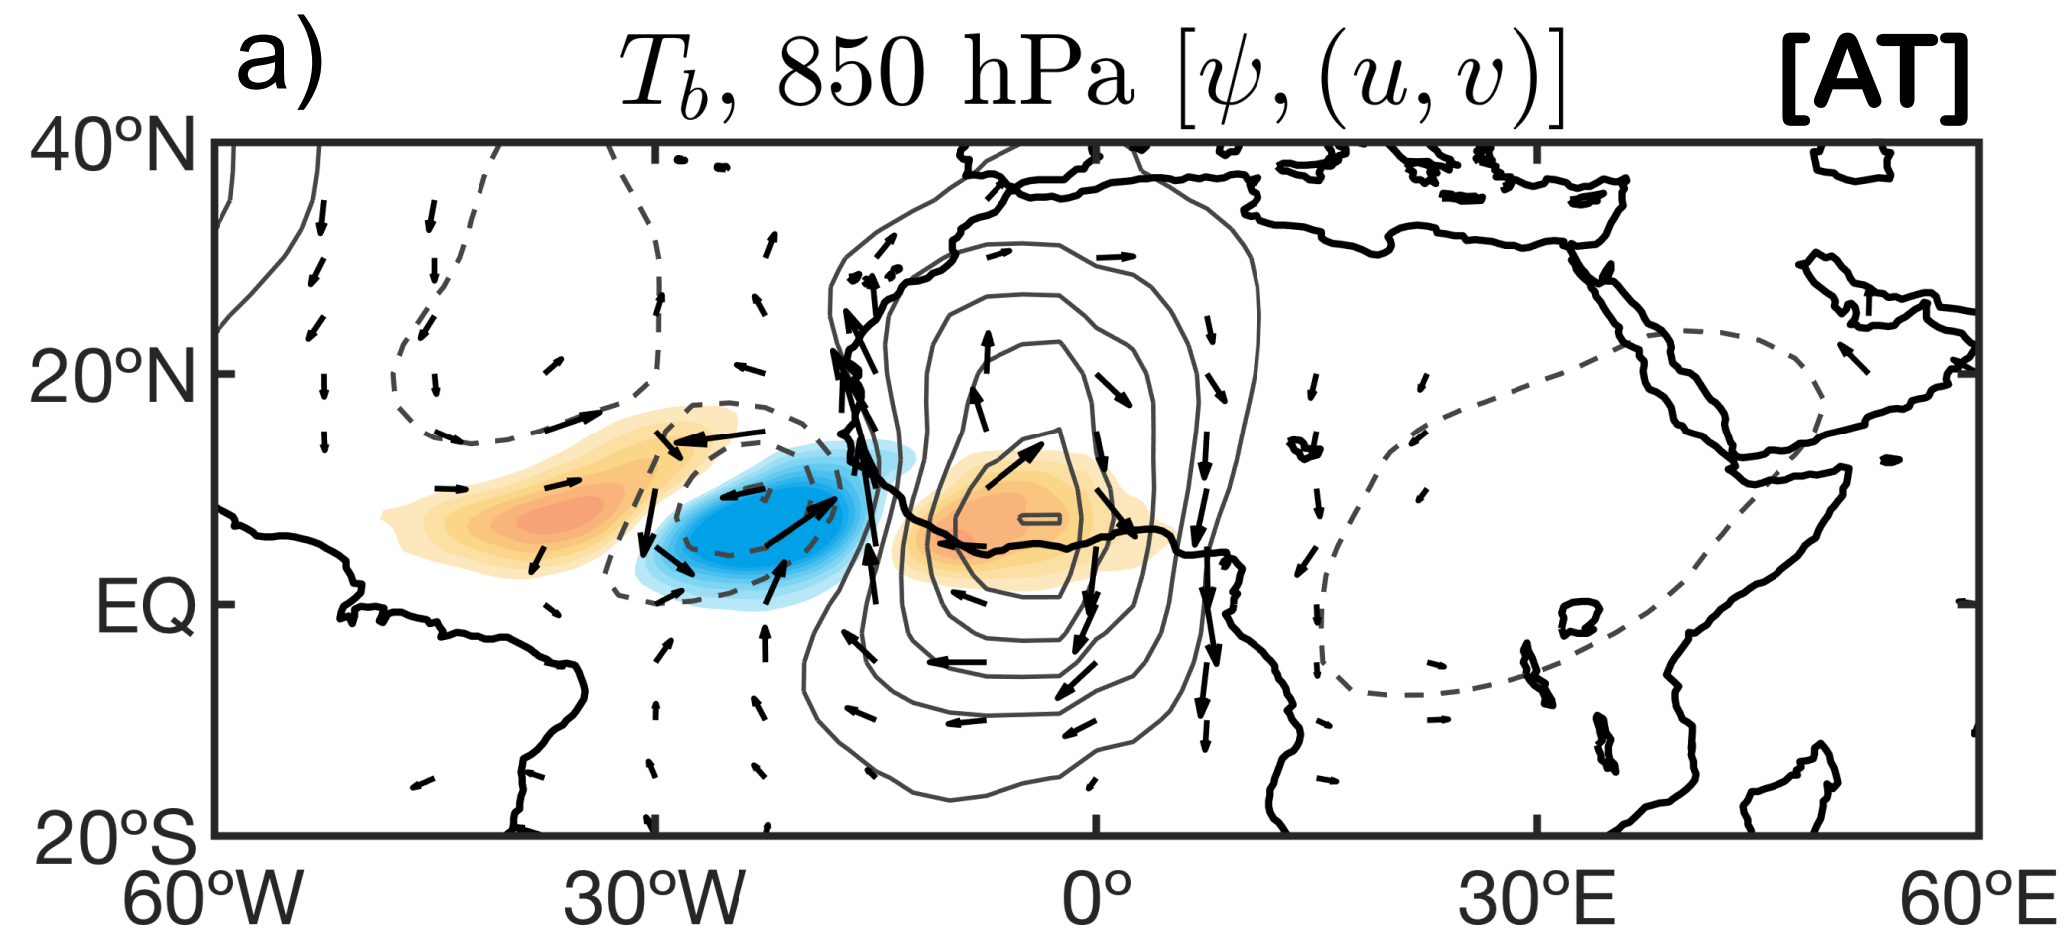 a) T_b, 850 hPa [ψ, (u, v)] [AT]
40ºN
20ºN
EQ
20ºS
60ºW 30ºW 0º 30ºE 60ºE